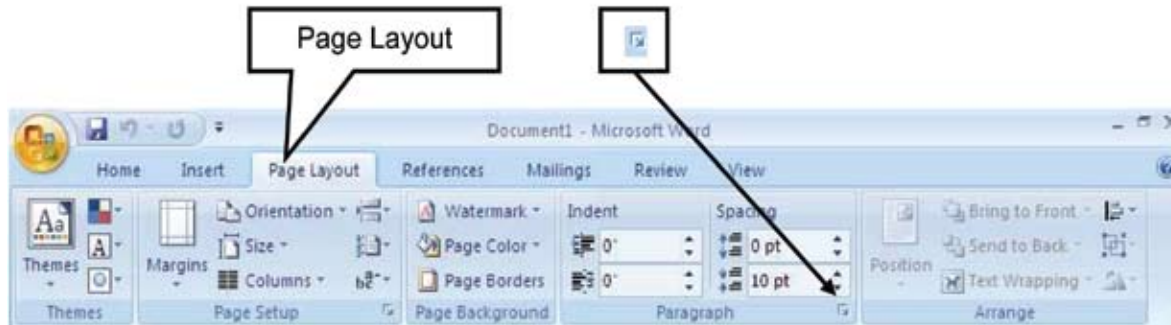 Page Layout
Document1 - Microsoft Word
Home Insert Page Layout References Mailings Review View
Aa Orientation Watermark Indent Spacing Bring to Front
A Size Page Color 0" 0 pt Send to Back
Themes Margins Columns Page Borders 0" 10 pt Position Text Wrapping
Themes Page Setup Page Background Paragraph Arrange